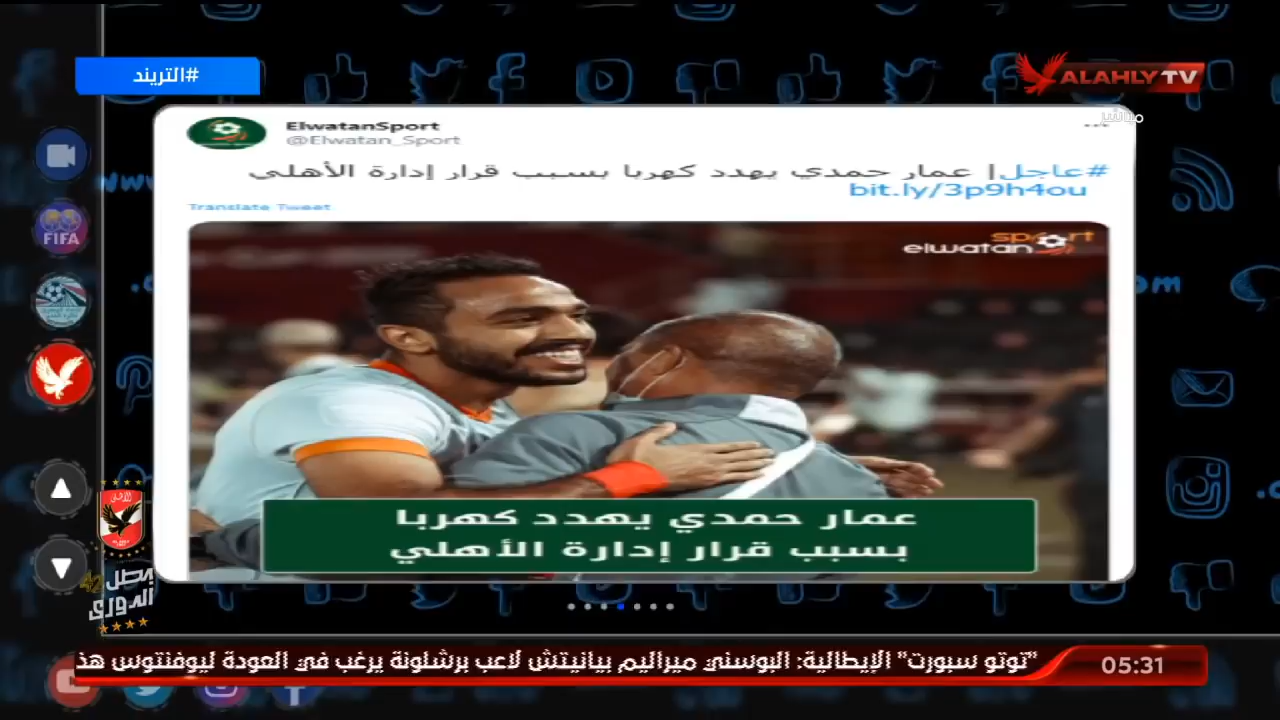 #التريند
ALAHLY TV
مباشر
ElwatanSport
@Elwatan_Sport
#عاجل| عمار حمدي يهدد كهربا بسبب قرار إدارة الأهلي
bit.ly/3p9h4ou
Translate Tweet
sport
elwatan
FIFA
عمار حمدي يهدد كهربا
بسبب قرار إدارة الأهلي
بطل
الدوري
42
"توتو سبورت" الإيطالية: البوسني ميراليم بيانيتش لاعب برشلونة يرغب في العودة ليوفنتوس هذ
05:31